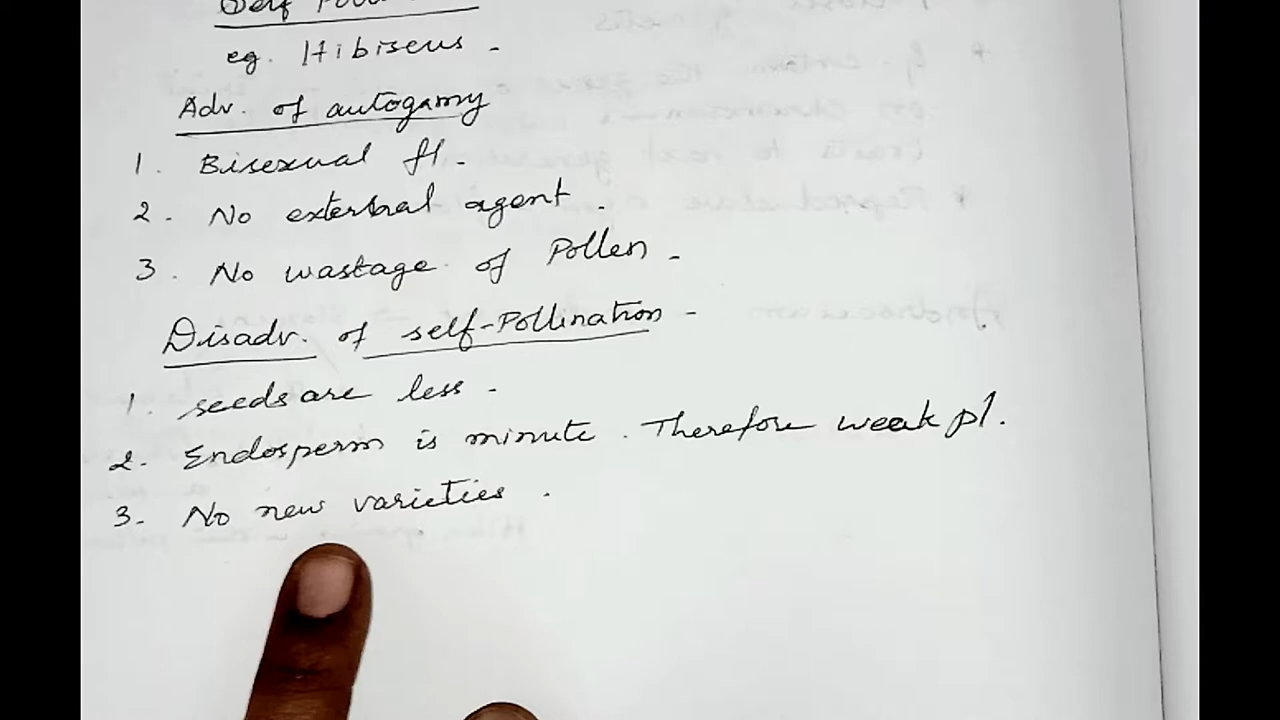 Self
eg. Hibiscus -
Adv. of autogamy
1. Bisexual fl.
2. No external agent.
3. No wastage of Pollen -
Disadv. of self-Pollination -
1. seeds are less -
2. Endosperm is minute. Therefore weak pl.
3- No new varieties.